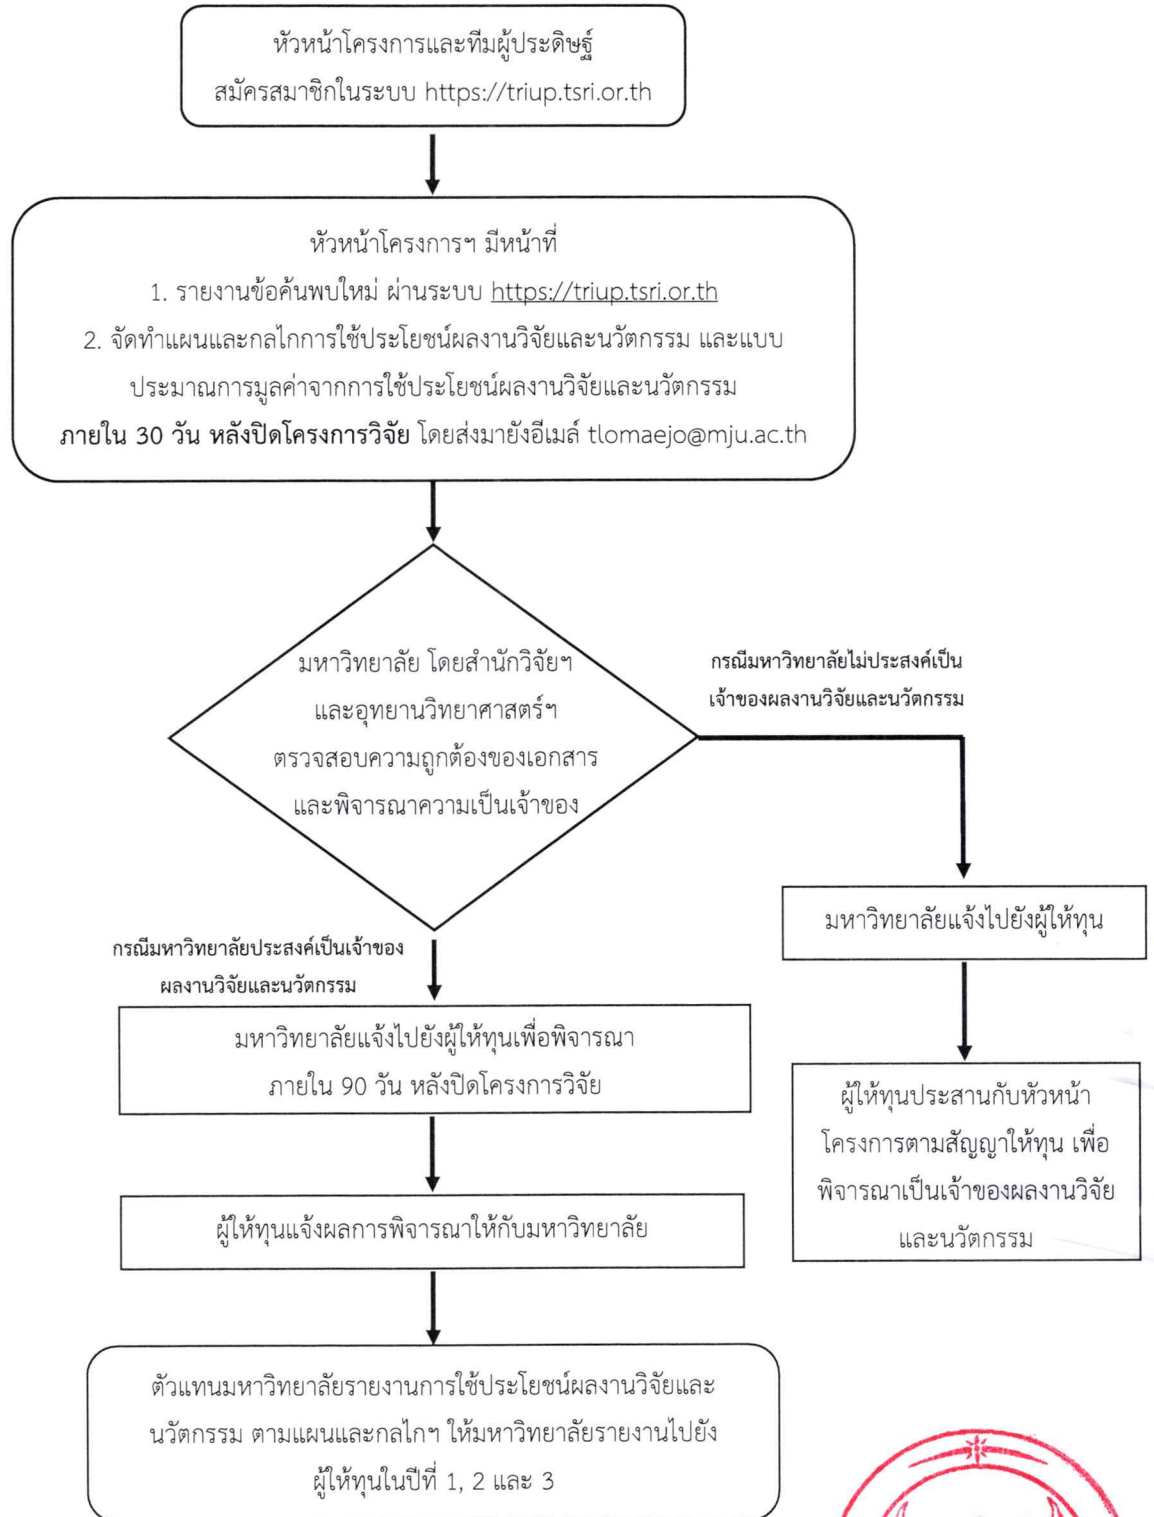 หัวหน้าโครงการและทีมผู้ประดิษฐ์
สมัครสมาชิกในระบบ https://triup.tsri.or.th
หัวหน้าโครงการฯ มีหน้าที่
1. รายงานข้อค้นพบใหม่ ผ่านระบบ https://triup.tsri.or.th
2. จัดทำแผนและกลไกการใช้ประโยชน์ผลงานวิจัยและนวัตกรรม และแบบ
ประมาณการมูลค่าจากการใช้ประโยชน์ผลงานวิจัยและนวัตกรรม
ภายใน 30 วัน หลังปิดโครงการวิจัย โดยส่งมายังอีเมล์ tlomaejo@mju.ac.th
มหาวิทยาลัย โดยสำนักวิจัยฯ
และอุทยานวิทยาศาสตร์ฯ
ตรวจสอบความถูกต้องของเอกสาร
และพิจารณาความเป็นเจ้าของ
กรณีมหาวิทยาลัยไม่ประสงค์เป็น
เจ้าของผลงานวิจัยและนวัตกรรม
มหาวิทยาลัยแจ้งไปยังผู้ให้ทุน
ผู้ให้ทุนประสานกับหัวหน้า
โครงการตามสัญญาให้ทุน เพื่อ
พิจารณาเป็นเจ้าของผลงานวิจัย
และนวัตกรรม
กรณีมหาวิทยาลัยประสงค์เป็นเจ้าของ
ผลงานวิจัยและนวัตกรรม
มหาวิทยาลัยแจ้งไปยังผู้ให้ทุนเพื่อพิจารณา
ภายใน 90 วัน หลังปิดโครงการวิจัย
ผู้ให้ทุนแจ้งผลการพิจารณาให้กับมหาวิทยาลัย
ตัวแทนมหาวิทยาลัยรายงานการใช้ประโยชน์ผลงานวิจัยและ
นวัตกรรม ตามแผนและกลไกฯ ให้มหาวิทยาลัยรายงานไปยัง
ผู้ให้ทุนในปีที่ 1, 2 และ 3